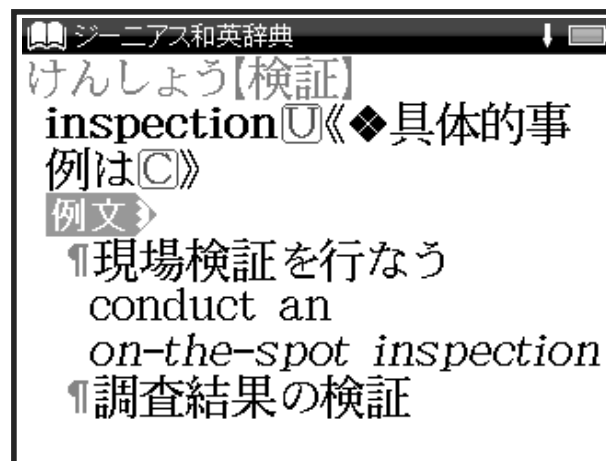 ジーニアス和英辞典
けんしょう【検証】
inspectionⓊ《❖具体的事
例はⒸ》
例文
¶現場検証を行なう
conduct an
on-the-spot inspection
¶調査結果の検証